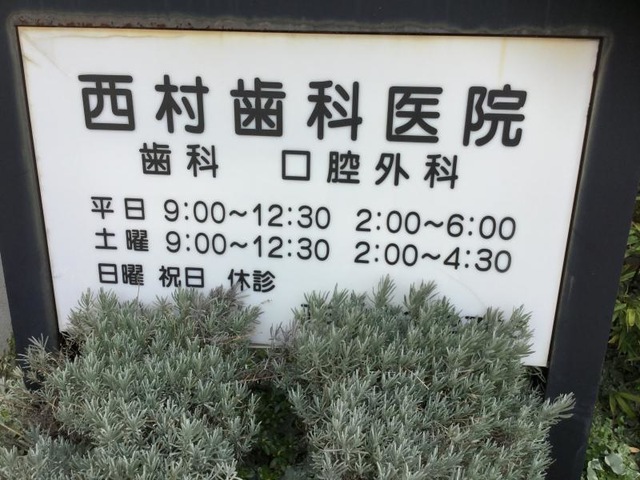 西村歯科医院
歯科 口腔外科
平日 9:00～12:30 2:00～6:00
土曜 9:00～12:30 2:00～4:30
日曜 祝日 休診